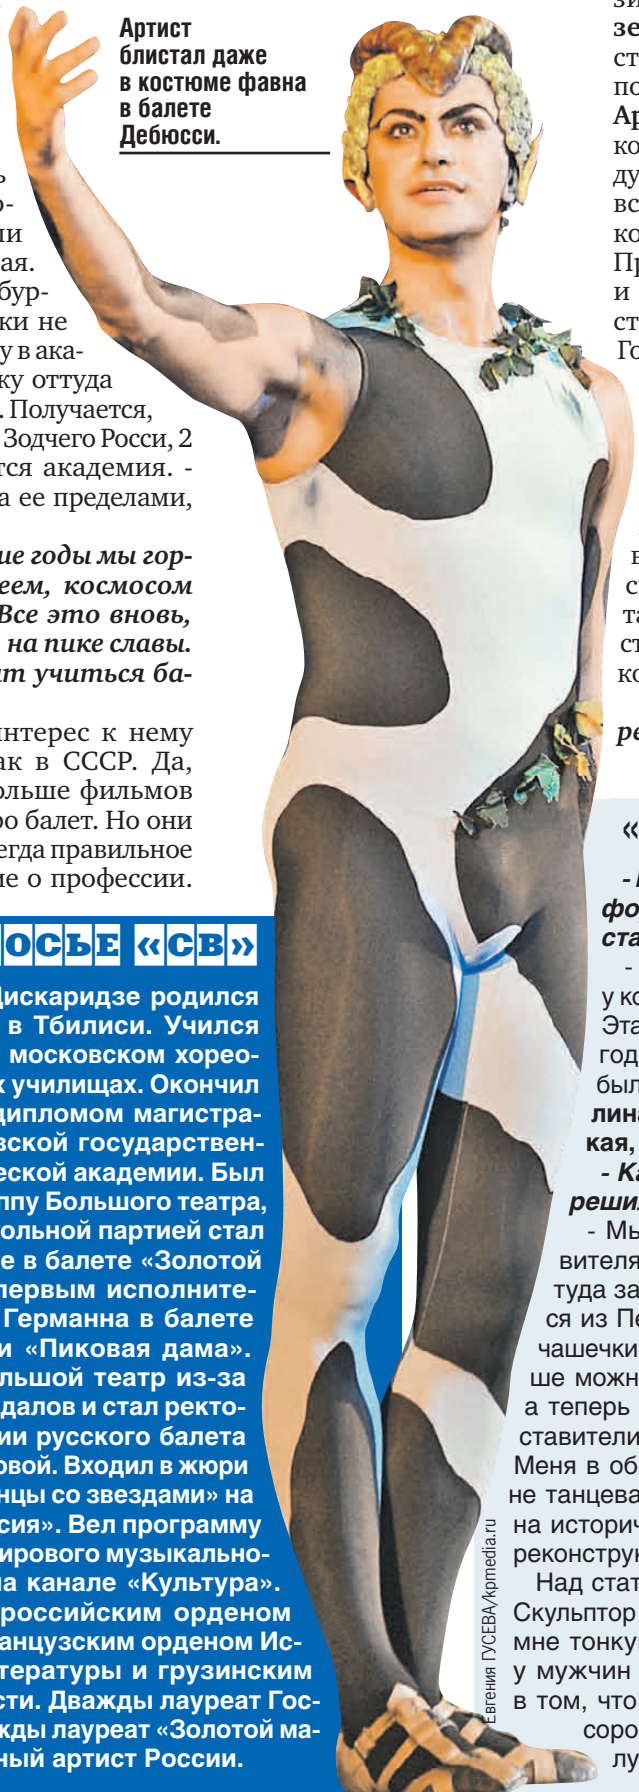 Артист
блистал даже
в костюме фавна
в балете
Дебюсси.
ь
о-
ли
ая.
бур-
ки не
у в ака-
ку оттуда
. Получается,
Зодчего Росси, 2
тся академия. -
а ее пределами,
ие годы мы гор-
еем, космосом
Все это вновь,
на пике славы.
ят учиться ба-
интерес к нему
ак в СССР. Да,
ольше фильмов
ро балет. Но они
егда правильное
ие о профессии.
ОСЬЕ «СВ»
Цискаридзе родился
в Тбилиси. Учился
московском хорео-
х училищах. Окончил
дипломом магистра-
вской государствен-
еской академии. Был
ппу Большого театра,
ольной партией стал
е в балете «Золотой
первым исполните-
Германна в балете
и «Пиковая дама».
льшой театр из-за
далов и стал ректо-
ии русского балета
овой. Входил в жюри
нцы со звездами» на
сия». Вел программу
ирового музыкально-
на канале «Культура».
российским орденом
анцузским орденом Ис-
тературы и грузинским
сти. Дважды лауреат Гос-
жды лауреат «Золотой ма-
ный артист России.
Евгения ГУСЕВА/kpmedia.ru
зи
зе
ст
по
Ар
ко
ду
вс
ко
Пр
и
ст
Го
в
с
та
ст
ко
ре
«
- 
фо
ста
-
у ко
Эта
год
был
лина
кая,
- Ка
решил
- Мы
вителя
туда за
ся из Пе
чашечки
ше можн
а теперь
ставители
Меня в об
не танцева
на историч
реконструк
Над стат
Скульптор
мне тонку
у мужчин
в том, что
соро
лу